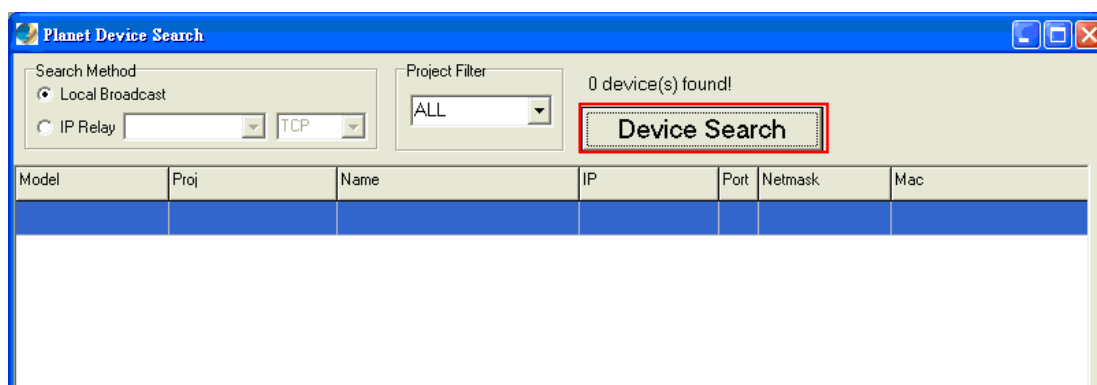 Planet Device Search
Search Method
Local Broadcast
IP Relay TCP
Project Filter
ALL
0 device(s) found!
Device Search
Model Proj Name IP Port Netmask Mac